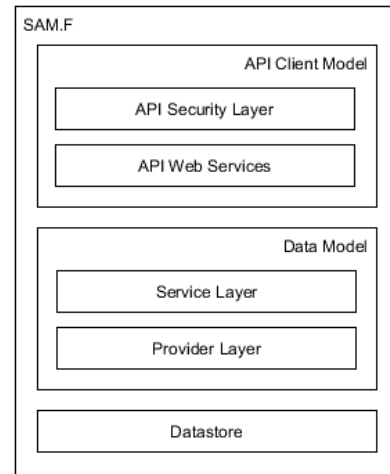 SAM.F
API Client Model
API Security Layer
API Web Services
Data Model
Service Layer
Provider Layer
Datastore